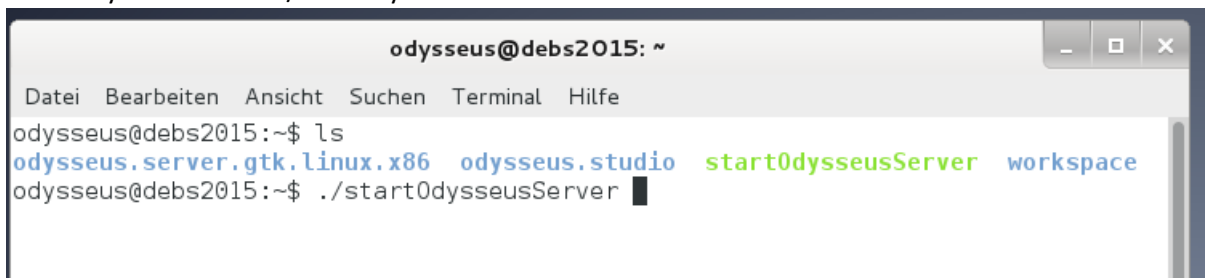 odysseus@debs2015: ~
Datei Bearbeiten Ansicht Suchen Terminal Hilfe
odysseus@debs2015:~$ ls
odysseus.server.gtk.linux.x86 odysseus.studio startOdysseusServer workspace
odysseus@debs2015:~$ ./startOdysseusServer